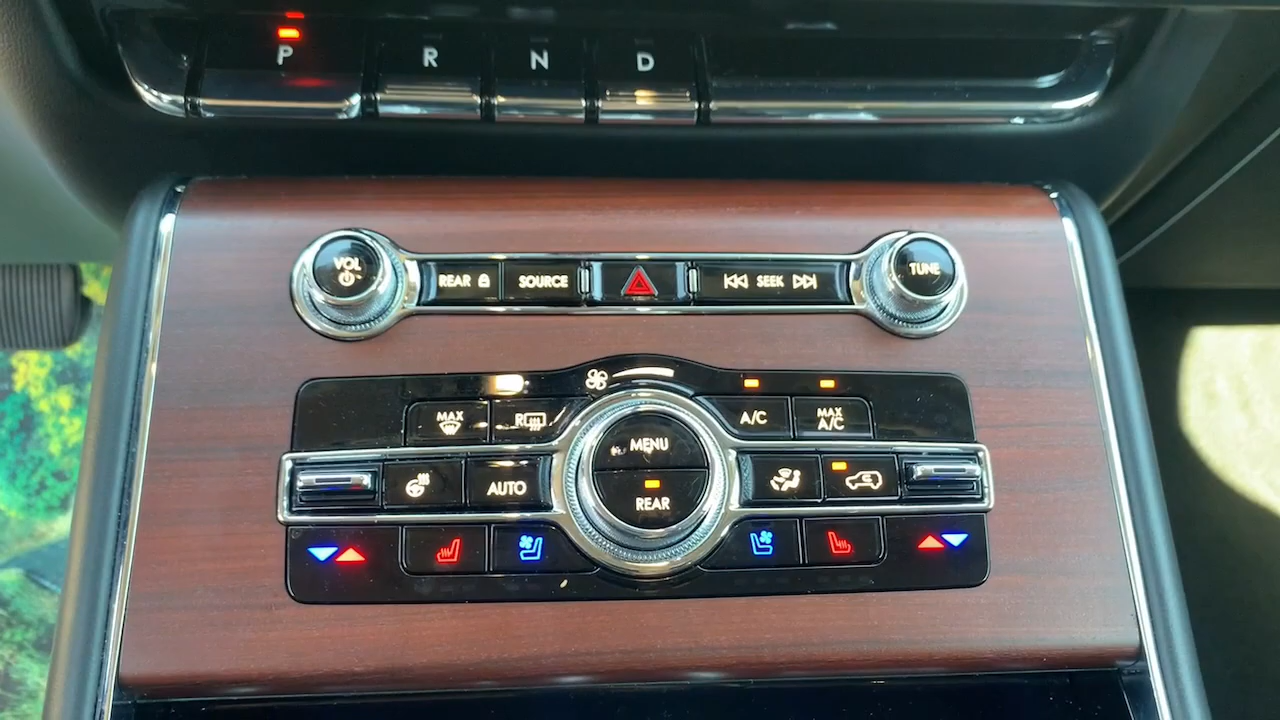 P R N D
VOL
REAR SOURCE SEEK TUNE
MAX R A/C MAX A/C
MENU
AUTO
REAR